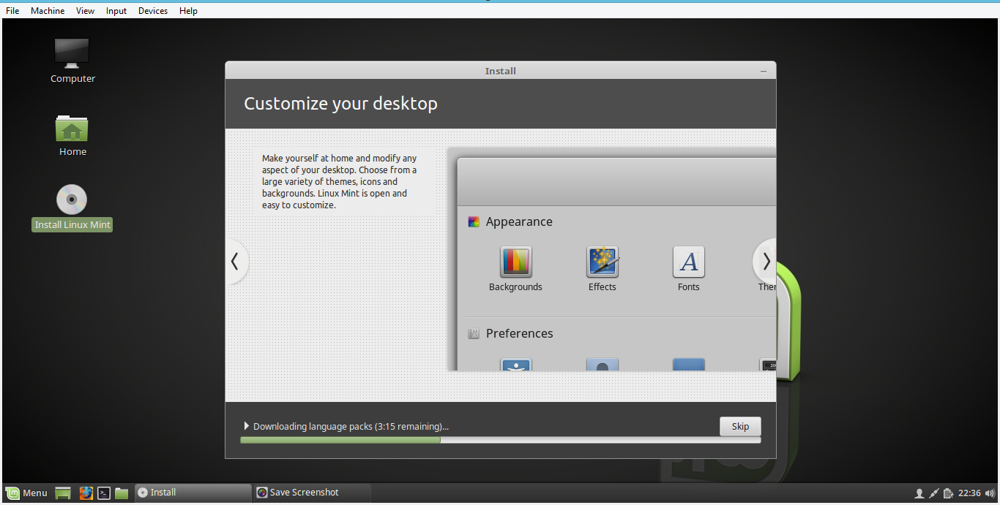 File Machine View Input Devices Help
Computer
Home
Install Linux Mint
Install
Customize your desktop
Make yourself at home and modify any
aspect of your desktop. Choose from a
large variety of themes, icons and
backgrounds. Linux Mint is open and
easy to customize.
Appearance
Backgrounds Effects Fonts Ther
Preferences
Downloading language packs (3:15 remaining)...
Skip
Menu Install Save Screenshot 22:36